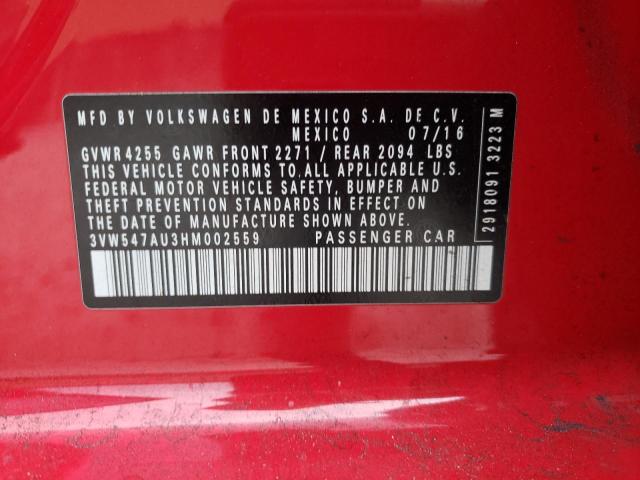 MFD BY VOLKSWAGEN DE MEXICO S.A. DE C.V.
MEXICO 07/16
GVWR 4255 GAWR FRONT 2271 / REAR 2094 LBS
THIS VEHICLE CONFORMS TO ALL APPLICABLE U.S.
FEDERAL MOTOR VEHICLE SAFETY, BUMPER AND
THEFT PREVENTION STANDARDS IN EFFECT ON
THE DATE OF MANUFACTURE SHOWN ABOVE.
3VW547AU3HM002559 PASSENGER CAR
2918091 3223 M